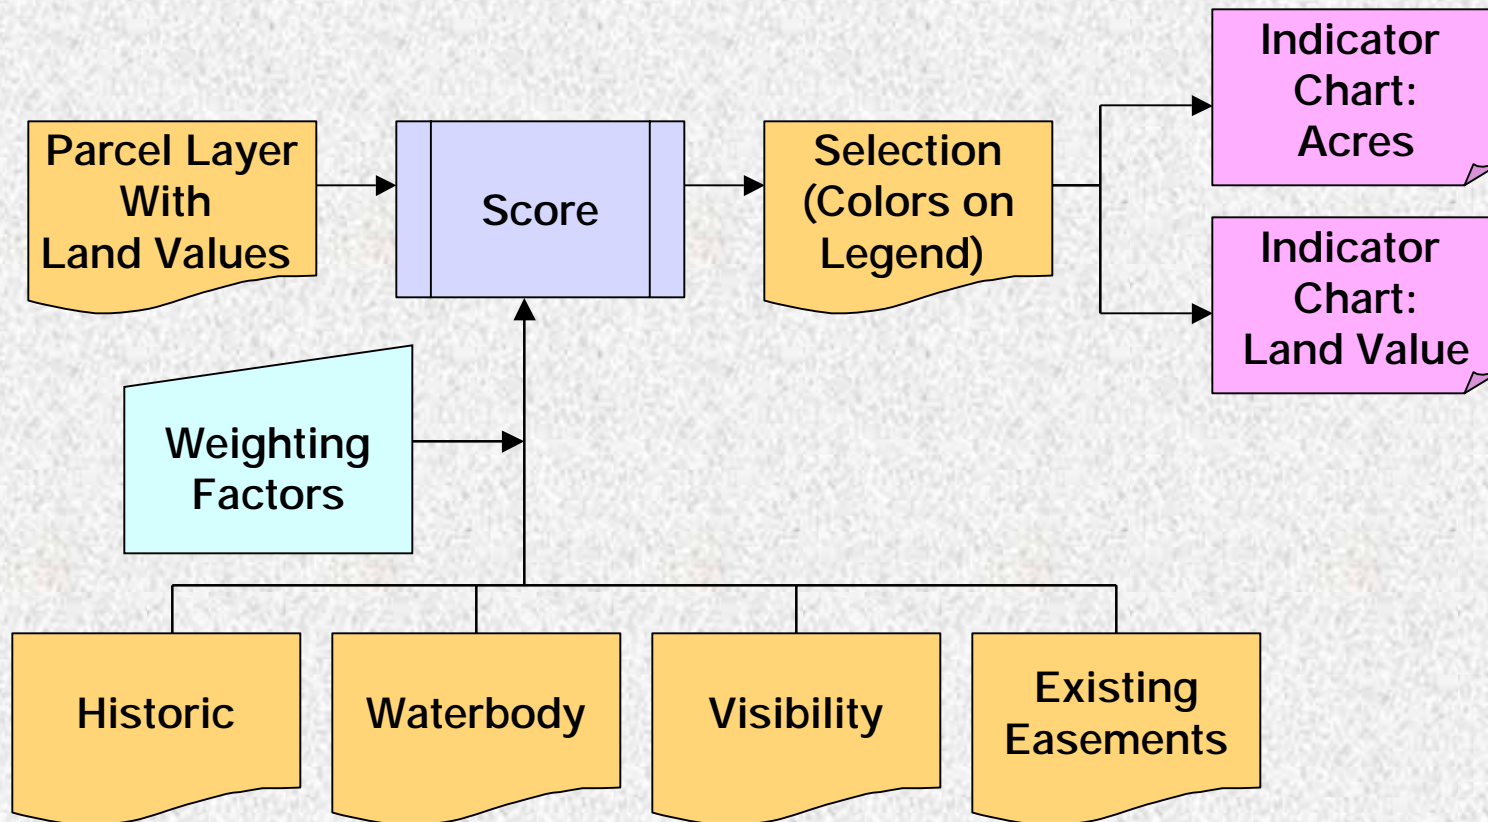 Indicator
Chart:
Acres
Parcel Layer
With
Land Values
Score
Selection
(Colors on
Legend)
Indicator
Chart:
Land Value
Weighting
Factors
Historic
Waterbody
Visibility
Existing
Easements